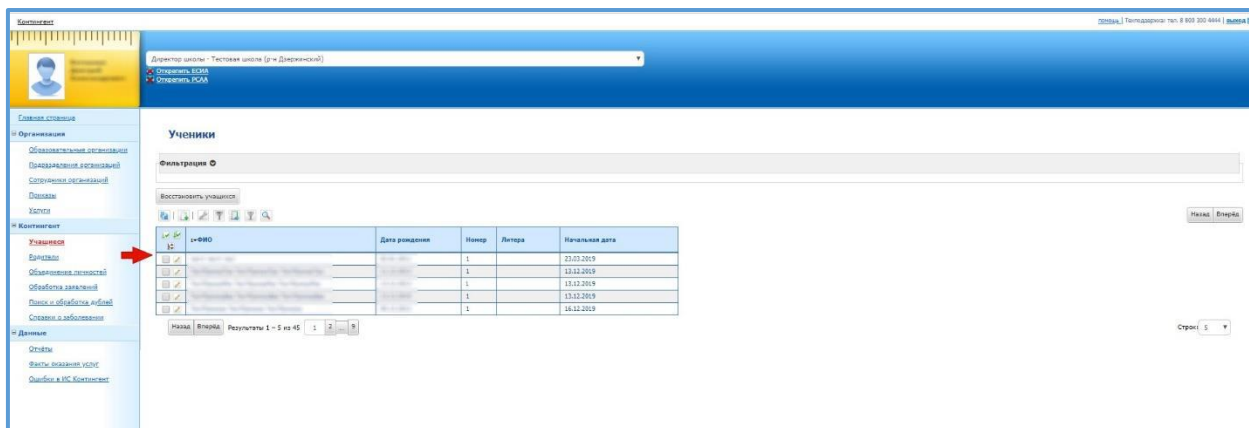 Контингент
помощь | Техподдержка: тел. 8 800 300 4444 | выход
Директор школы - Тестовая школа (р-н Дзержинский)
Открепить ЕСИА
Открепить РСАА
Главная страница
Организация
Образовательные организации
Подразделения организаций
Сотрудники организаций
Приказы
Услуги
Контингент
Учащиеся
Родители
Объединение личностей
Обработка заявлений
Поиск и обработка дублей
Справки о заболевании
Данные
Отчёты
Факты оказания услуг
Ошибки в ИС Контингент
Ученики
Фильтрация
Восстановить учащихся
Назад Вперёд
ФИО Дата рождения Номер Литера Начальная дата
1 23.03.2019
1 13.12.2019
1 13.12.2019
1 13.12.2019
1 16.12.2019
Назад Вперёд Результаты 1 – 5 из 45 1 2 ... 9
Строк: 5